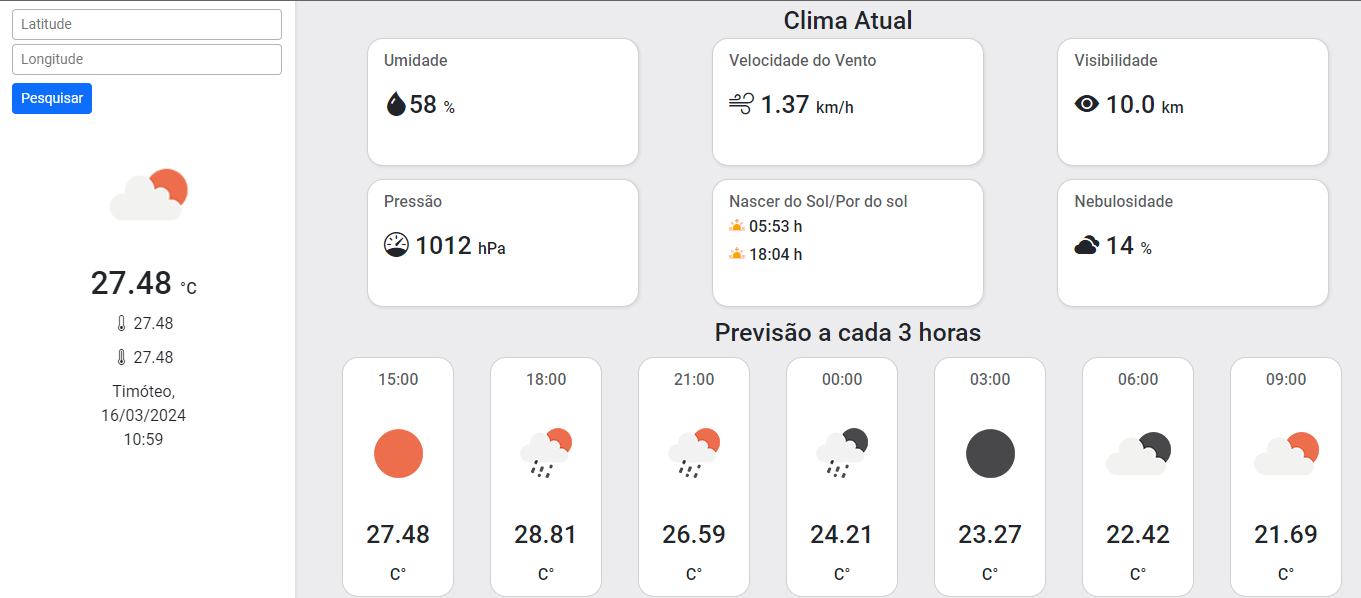 Latitude
Longitude
Pesquisar
27.48 °C
27.48
27.48
Timóteo,
16/03/2024
10:59
Clima Atual
Umidade
58 %
Velocidade do Vento
1.37 km/h
Visibilidade
10.0 km
Pressão
1012 hPa
Nascer do Sol/Por do sol
05:53 h
18:04 h
Nebulosidade
14 %
Previsão a cada 3 horas
15:00
27.48
C°
18:00
28.81
C°
21:00
26.59
C°
00:00
24.21
C°
03:00
23.27
C°
06:00
22.42
C°
09:00
21.69
C°